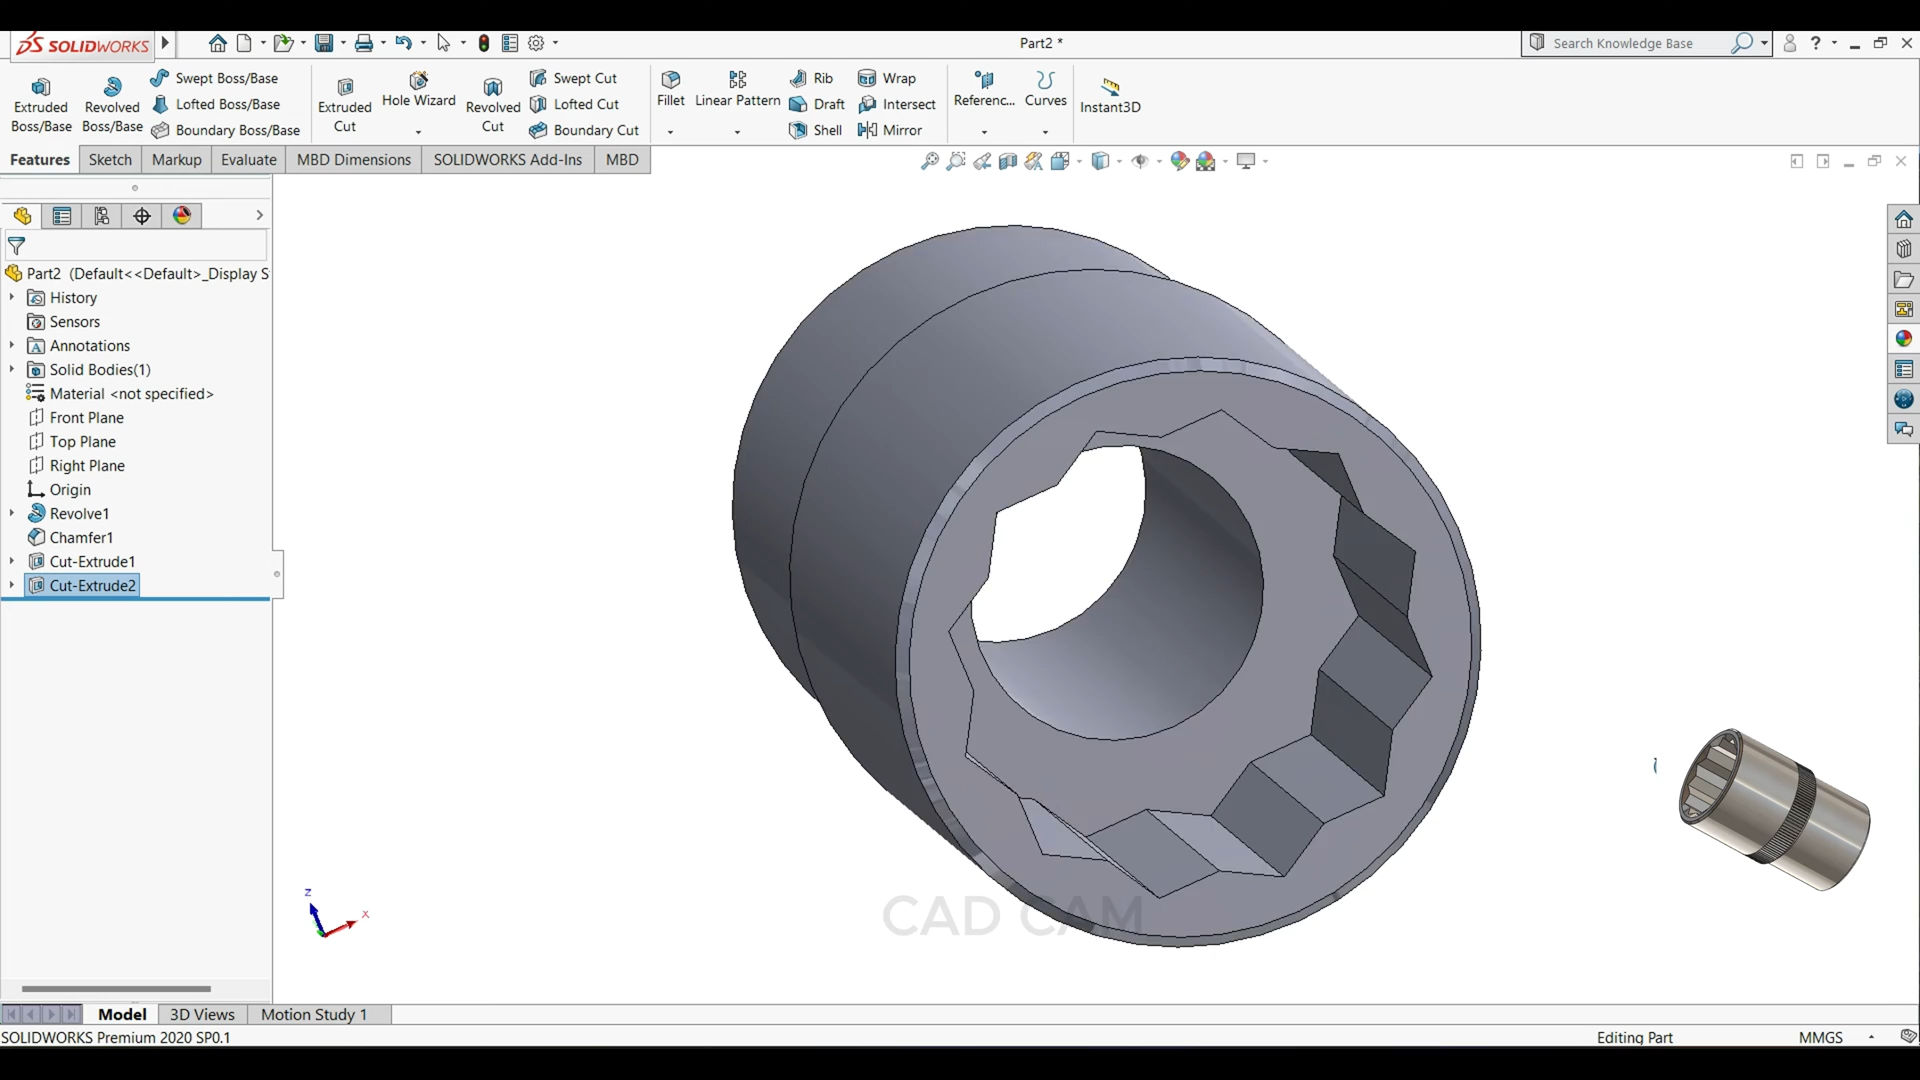 DS SOLIDWORKS
Part2 *
Search Knowledge Base
?
Extruded Boss/Base
Revolved Boss/Base
Swept Boss/Base
Lofted Boss/Base
Boundary Boss/Base
Extruded Cut
Hole Wizard
Revolved Cut
Swept Cut
Lofted Cut
Boundary Cut
Fillet
Linear Pattern
Rib
Draft
Shell
Wrap
Intersect
Mirror
Referenc...
Curves
Instant3D
Features
Sketch
Markup
Evaluate
MBD Dimensions
SOLIDWORKS Add-Ins
MBD
Part2 (Default<<Default>_Display S
History
Sensors
A Annotations
Solid Bodies(1)
Material <not specified>
Front Plane
Top Plane
Right Plane
Origin
Revolve1
Chamfer1
Cut-Extrude1
Cut-Extrude2
z
x
CAD CAM
Model
3D Views
Motion Study 1
SOLIDWORKS Premium 2020 SP0.1
Editing Part
MMGS